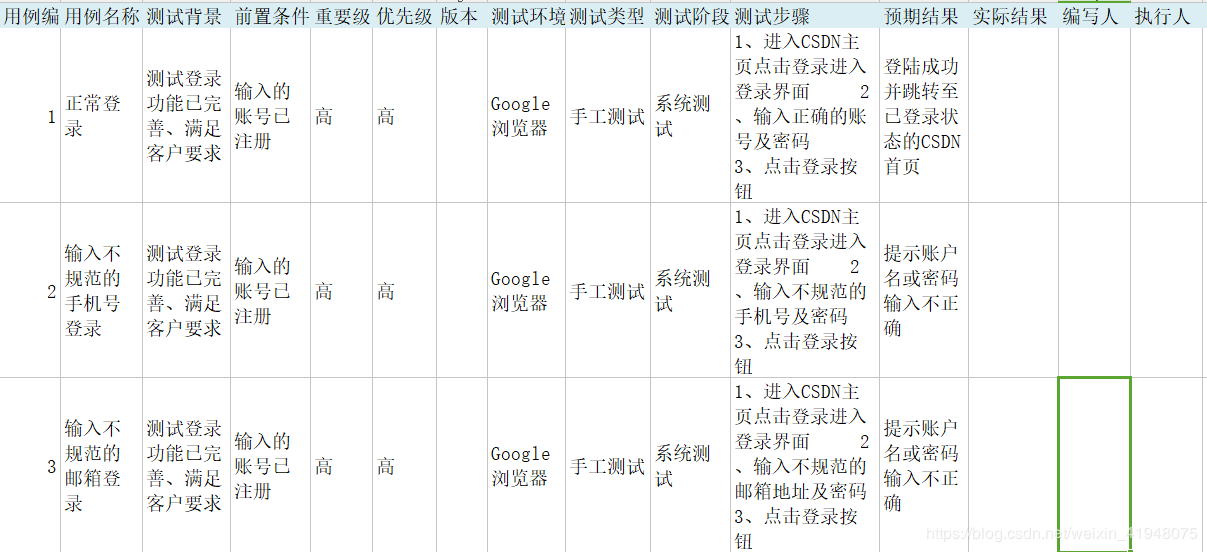 用例编 用例名称 测试背景 前置条件 重要级 优先级 版本 测试环境 测试类型 测试阶段 测试步骤 预期结果 实际结果 编写人 执行人
1
正常登
录
测试登录
功能已完
善、满足
客户要求
输入的
账号已
注册
高
高
Google
浏览器
手工测试
系统测
试
1、进入CSDN主
页点击登录进入
登录界面 2
、输入正确的账
号及密码
3、点击登录按
钮
登陆成功
并跳转至
已登录状
态的CSDN
首页
2
输入不
规范的
手机号
登录
测试登录
功能已完
善、满足
客户要求
输入的
账号已
注册
高
高
Google
浏览器
手工测试
系统测
试
1、进入CSDN主
页点击登录进入
登录界面 2
、输入不规范的
手机号及密码
3、点击登录按
钮
提示账户
名或密码
输入不正
确
3
输入不
规范的
邮箱登
录
测试登录
功能已完
善、满足
客户要求
输入的
账号已
注册
高
高
Google
浏览器
手工测试
系统测
试
1、进入CSDN主
页点击登录进入
登录界面 2
、输入不规范的
邮箱地址及密码
3、点击登录按
钮
提示账户
名或密码
输入不正
确
https://blog.csdn.net/weixin_41948075